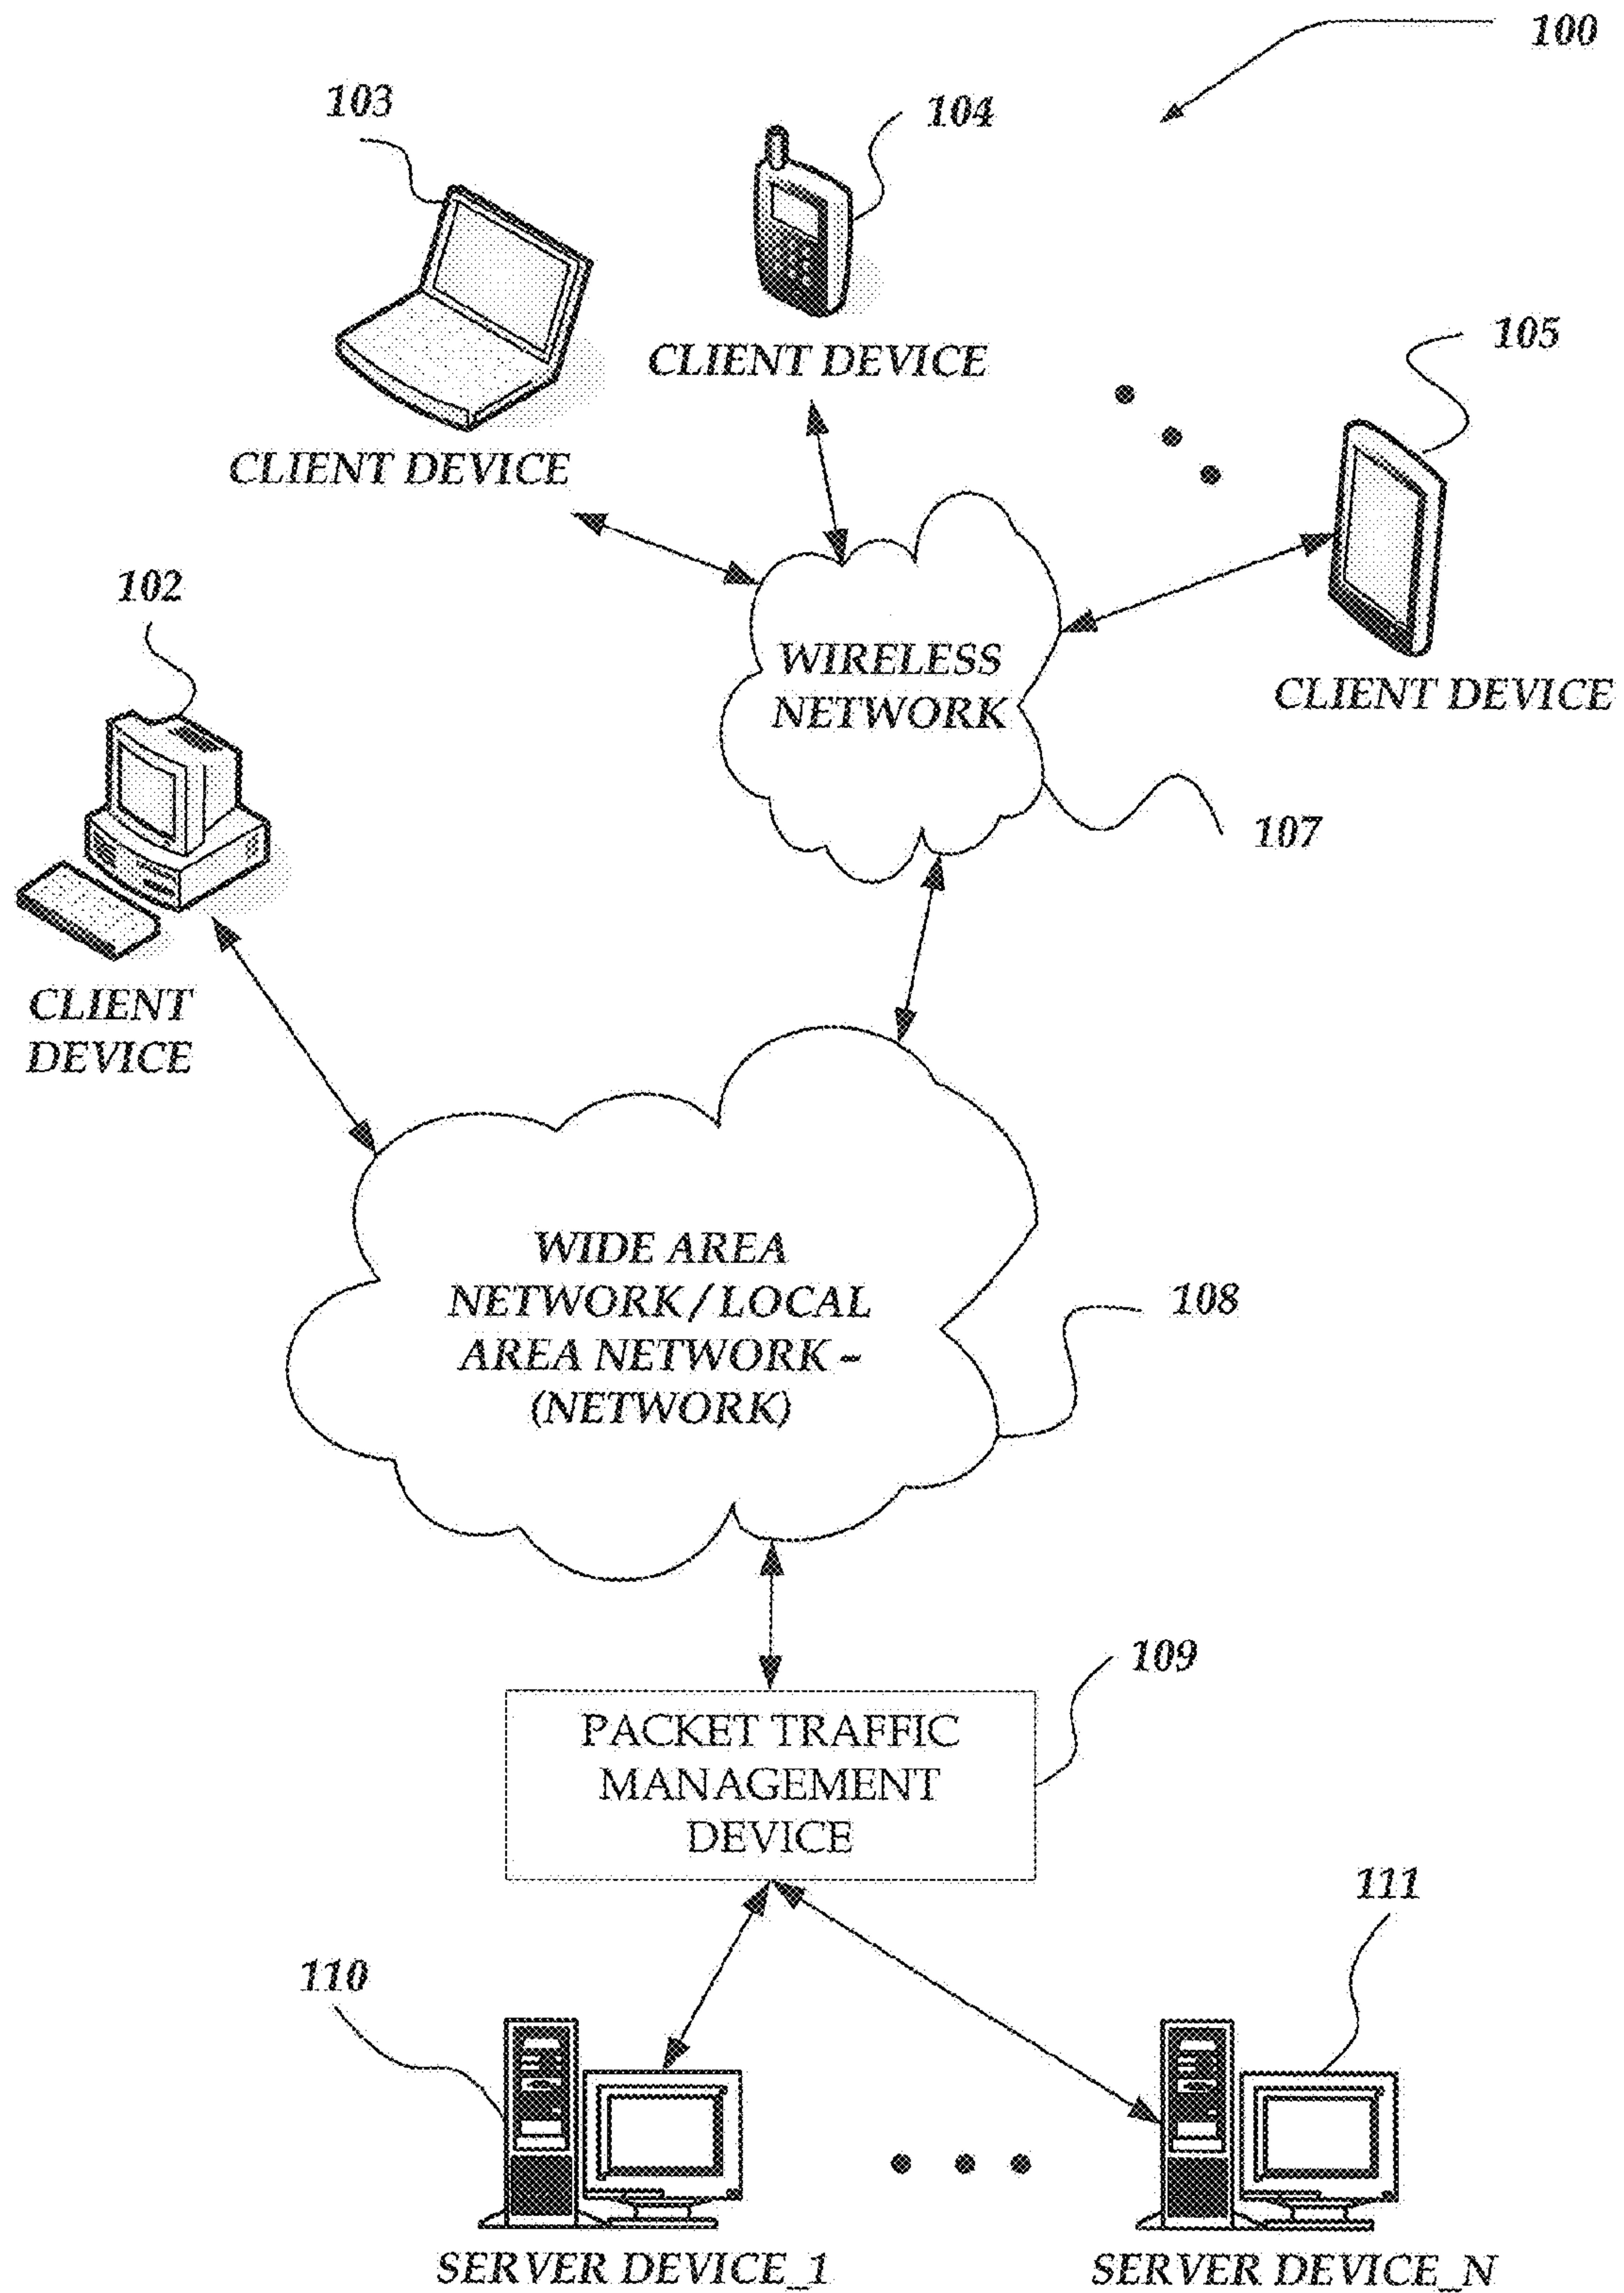 100
103
104
CLIENT DEVICE
105
CLIENT DEVICE
102
WIRELESS
NETWORK
CLIENT DEVICE
107
CLIENT
DEVICE
WIDE AREA
NETWORK / LOCAL
AREA NETWORK –
(NETWORK)
108
109
PACKET TRAFFIC
MANAGEMENT
DEVICE
111
110
SERVER DEVICE_1
SERVER DEVICE_N